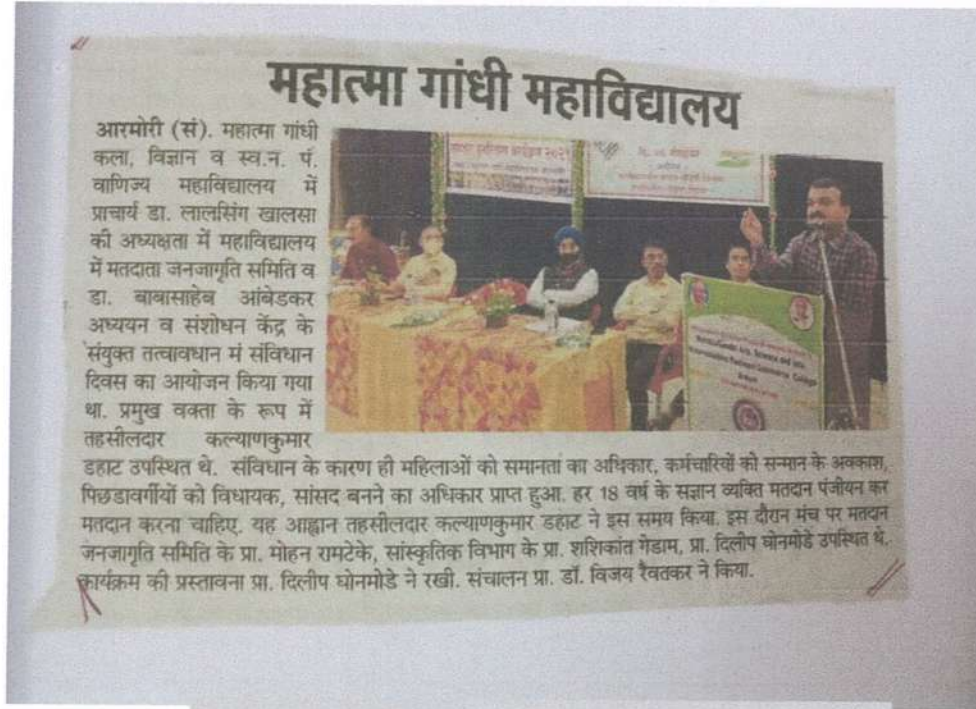 महात्मा गांधी महाविद्यालय
आरमोरी (सं). महात्मा गांधी
कला, विज्ञान व स्व.न. पं.
वाणिज्य महाविद्यालय में
प्राचार्य डा. लालसिंग खालसा
की अध्यक्षता में महाविद्यालय
में मतदाता जनजागृति समिति व
डा. बाबासाहेब आंबेडकर
अध्ययन व संशोधन केंद्र के
संयुक्त तत्वावधान मं संविधान
दिवस का आयोजन किया गया
था. प्रमुख वक्ता के रूप में
तहसीलदार कल्याणकुमार
डहाट उपस्थित थे. संविधान के कारण ही महिलाओं को समानता का अधिकार, कर्मचारियों को सन्मान के अवकाश,
पिछडावर्गीयों को विधायक, सांसद बनने का अधिकार प्राप्त हुआ. हर 18 वर्ष के सज्ञान व्यक्ति मतदान पंजीयन कर
मतदान करना चाहिए. यह आह्वान तहसीलदार कल्याणकुमार डहाट ने इस समय किया. इस दौरान मंच पर मतदान
जनजागृति समिति के प्रा. मोहन रामटेके, सांस्कृतिक विभाग के प्रा. शशिकांत गेडाम, प्रा. दिलीप घोनमोडे उपस्थित थे.
कार्यक्रम की प्रस्तावना प्रा. दिलीप घोनमोडे ने रखी. संचालन प्रा. डॉ. विजय रैवतकर ने किया.